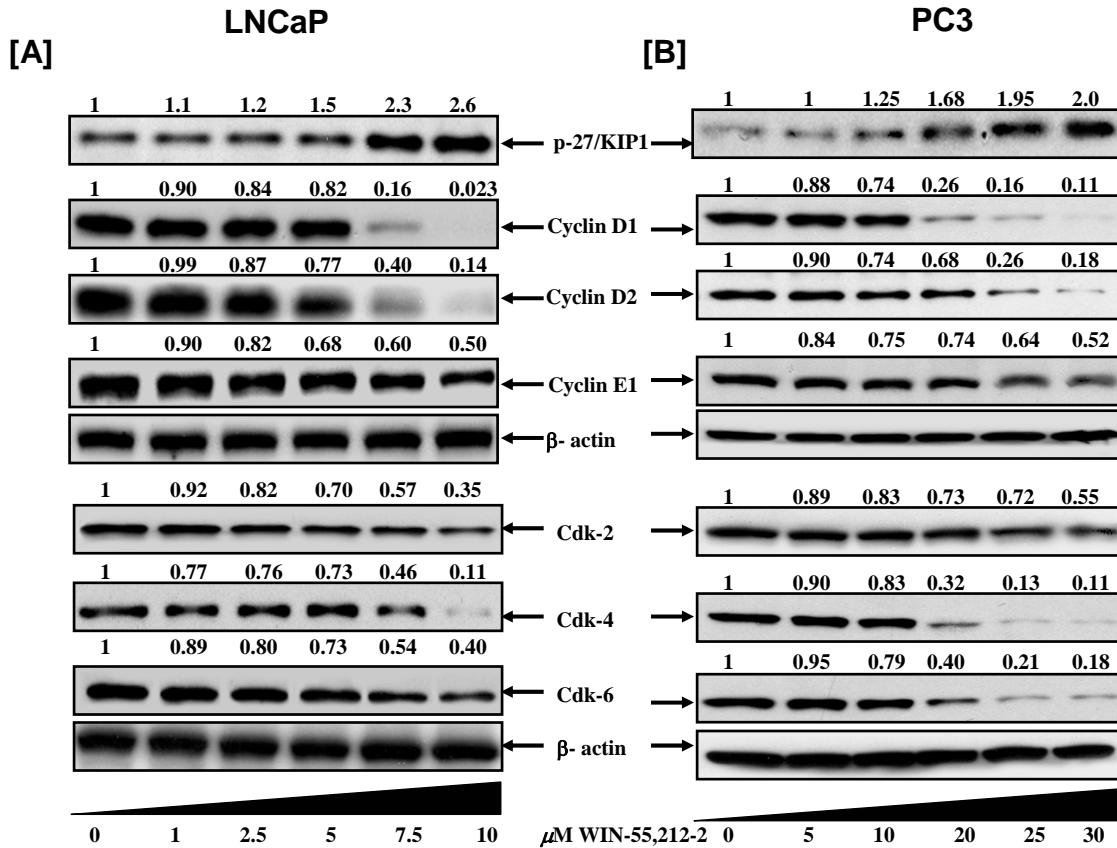 LNCaP PC3
[A] [B]
1 1.1 1.2 1.5 2.3 2.6 1 1 1.25 1.68 1.95 2.0
p-27/KIP1
1 0.90 0.84 0.82 0.16 0.023 1 0.88 0.74 0.26 0.16 0.11
Cyclin D1
1 0.99 0.87 0.77 0.40 0.14 1 0.90 0.74 0.68 0.26 0.18
Cyclin D2
1 0.90 0.82 0.68 0.60 0.50 1 0.84 0.75 0.74 0.64 0.52
Cyclin E1
β- actin
1 0.92 0.82 0.70 0.57 0.35 1 0.89 0.83 0.73 0.72 0.55
Cdk-2
1 0.77 0.76 0.73 0.46 0.11 1 0.90 0.83 0.32 0.13 0.11
Cdk-4
1 0.89 0.80 0.73 0.54 0.40 1 0.95 0.79 0.40 0.21 0.18
Cdk-6
β- actin
0 1 2.5 5 7.5 10 μM WIN-55,212-2 0 5 10 20 25 30